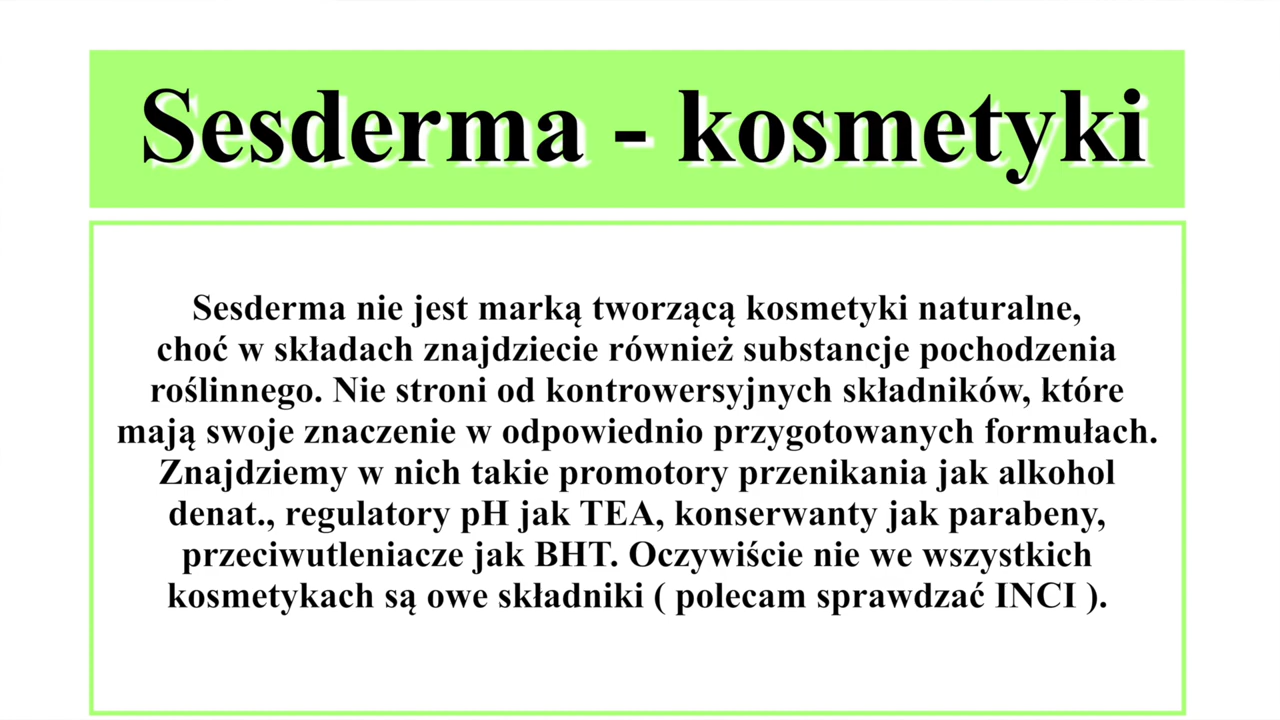 Sesderma - kosmetyki
Sesderma nie jest marką tworzącą kosmetyki naturalne,
choć w składach znajdziecie również substancje pochodzenia
roślinnego. Nie stroni od kontrowersyjnych składników, które
mają swoje znaczenie w odpowiednio przygotowanych formułach.
Znajdziemy w nich takie promotory przenikania jak alkohol
denat., regulatory pH jak TEA, konserwanty jak parabeny,
przeciwutleniacze jak BHT. Oczywiście nie we wszystkich
kosmetykach są owe składniki ( polecam sprawdzać INCI ).